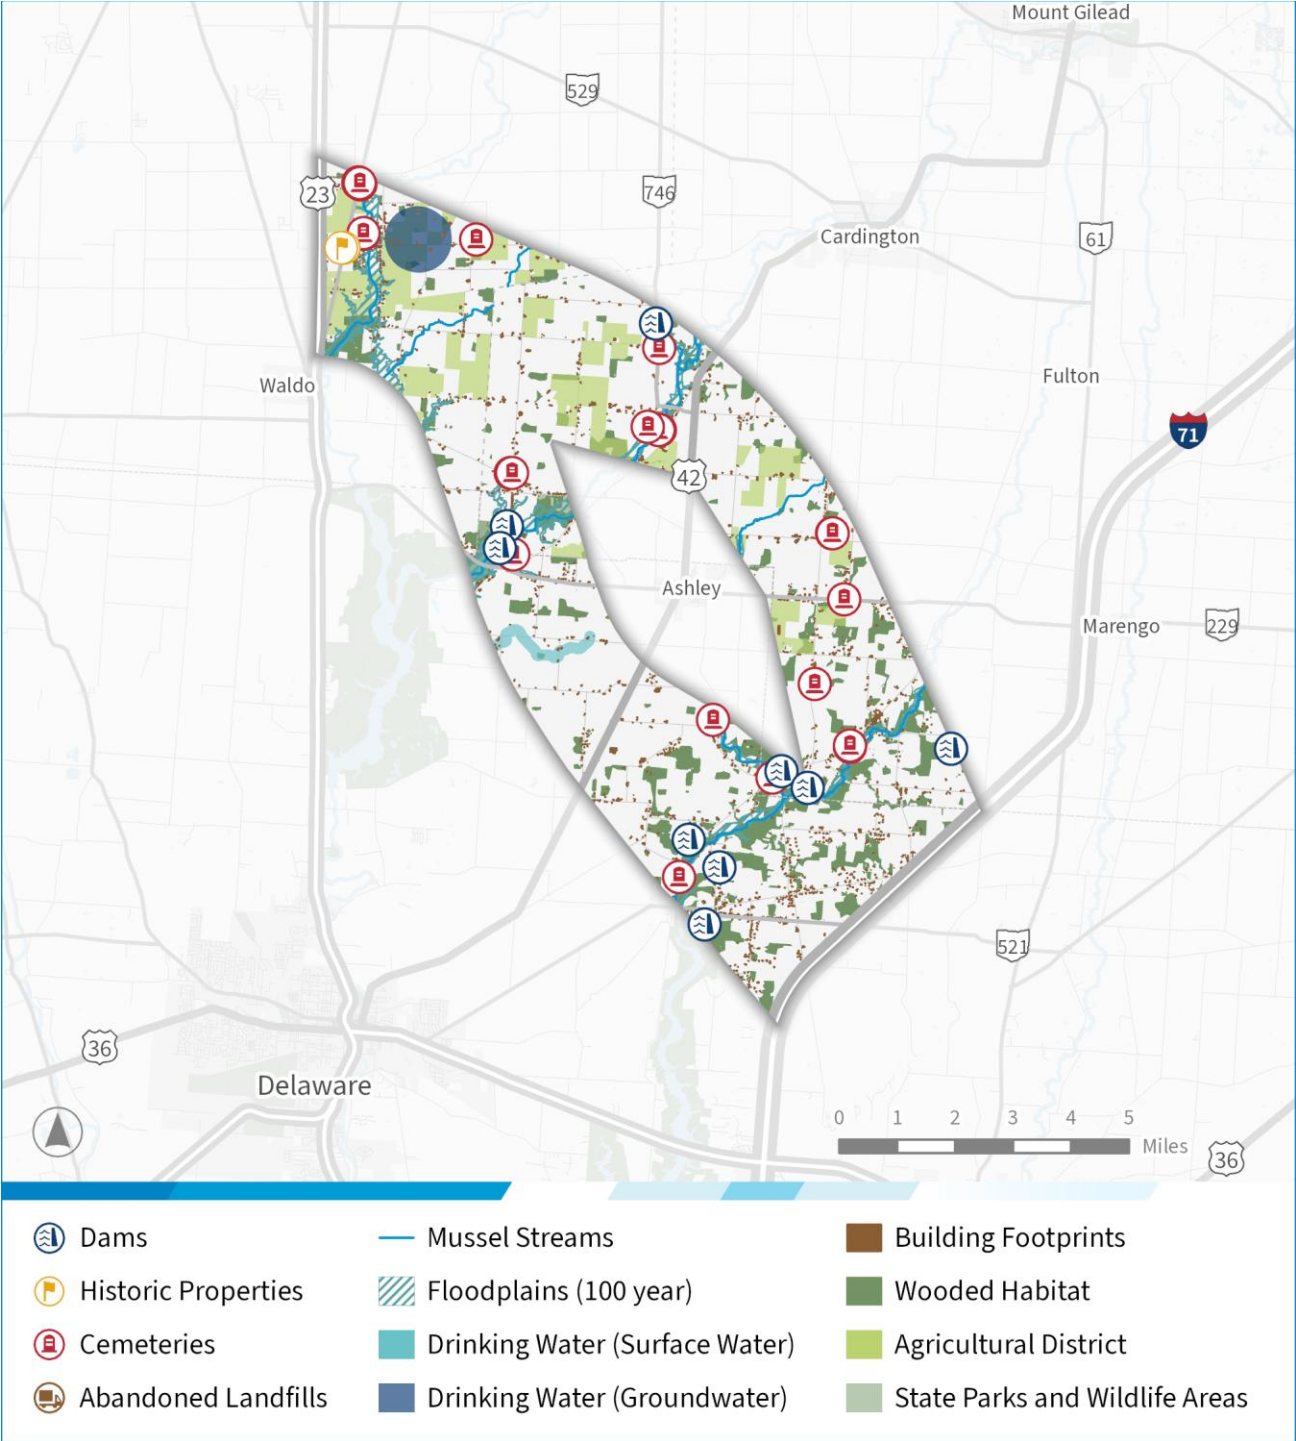 Mount Gilead
529
23
746
Cardington
61
Waldo
Fulton
71
42
Ashley
Marengo
229
521
36
Delaware
0 1 2 3 4 5
Miles
36
Dams
Historic Properties
Cemeteries
Abandoned Landfills
Mussel Streams
Floodplains (100 year)
Drinking Water (Surface Water)
Drinking Water (Groundwater)
Building Footprints
Wooded Habitat
Agricultural District
State Parks and Wildlife Areas